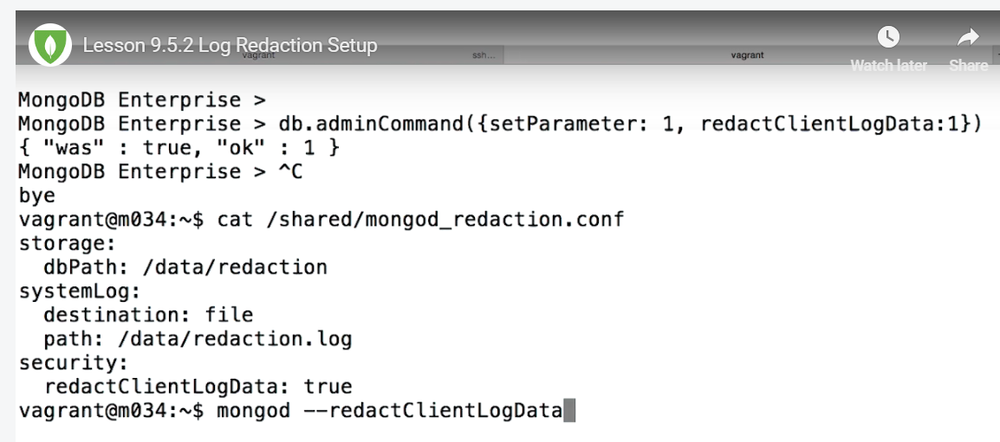 Lesson 9.5.2 Log Redaction Setup
Watch later
Share
vagrant
ssh...
vagrant
MongoDB Enterprise >
MongoDB Enterprise > db.adminCommand({setParameter: 1, redactClientLogData:1})
{ "was" : true, "ok" : 1 }
MongoDB Enterprise > ^C
bye
vagrant@m034:~$ cat /shared/mongod_redaction.conf
storage:
  dbPath: /data/redaction
systemLog:
  destination: file
  path: /data/redaction.log
security:
  redactClientLogData: true
vagrant@m034:~$ mongod --redactClientLogData